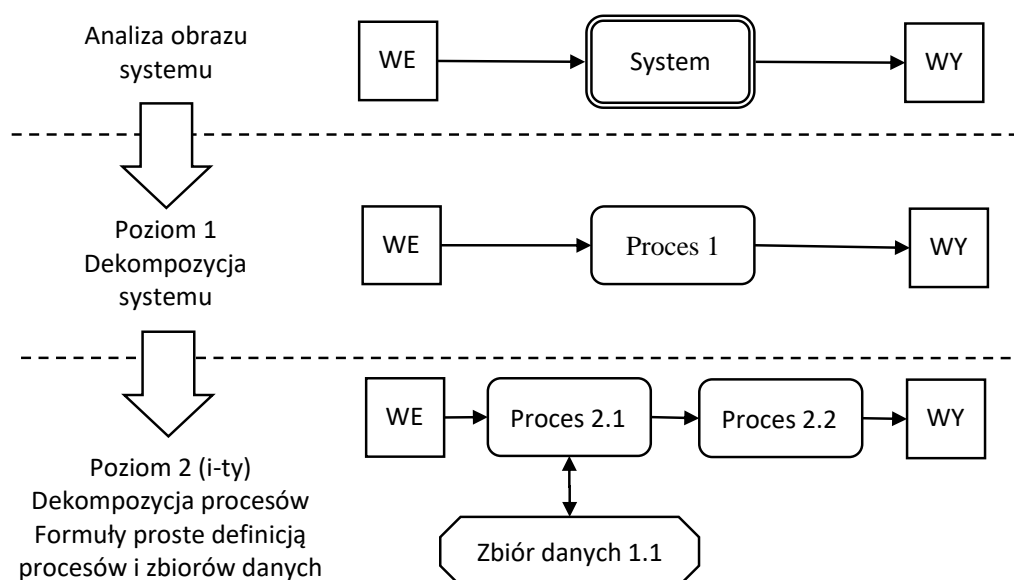 Analiza obrazu
systemu
WE
System
WY
Poziom 1
Dekompozycja
systemu
WE
Proces 1
WY
Poziom 2 (i-ty)
Dekompozycja procesów
Formuły proste definicją
procesów i zbiorów danych
WE
Proces 2.1
Proces 2.2
WY
Zbiór danych 1.1